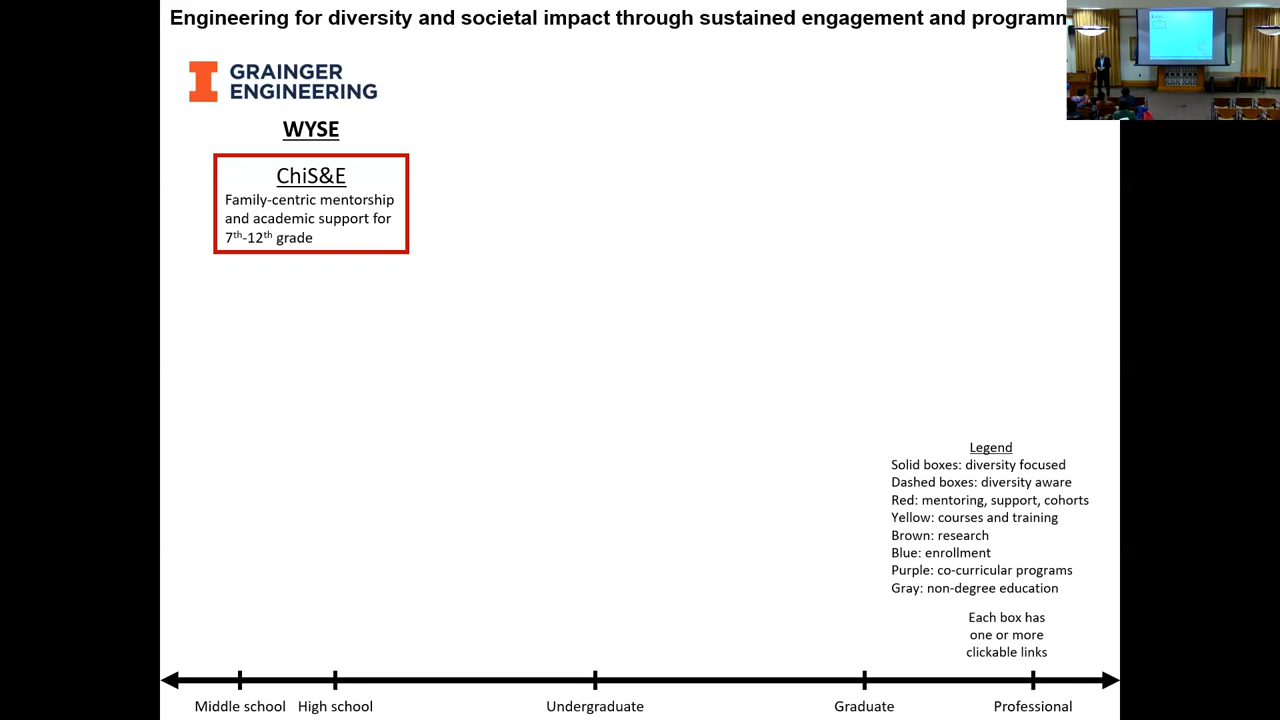 Engineering for diversity and societal impact through sustained engagement and
GRAINGER
ENGINEERING
WYSE
ChiS&E
Family-centric mentorship
and academic support for
7th-12th grade
Legend
Solid boxes: diversity focused
Dashed boxes: diversity aware
Red: mentoring, support, cohorts
Yellow: courses and training
Brown: research
Blue: enrollment
Purple: co-curricular programs
Gray: non-degree education
Each box has
one or more
clickable links
Middle school High school Undergraduate Graduate Professional